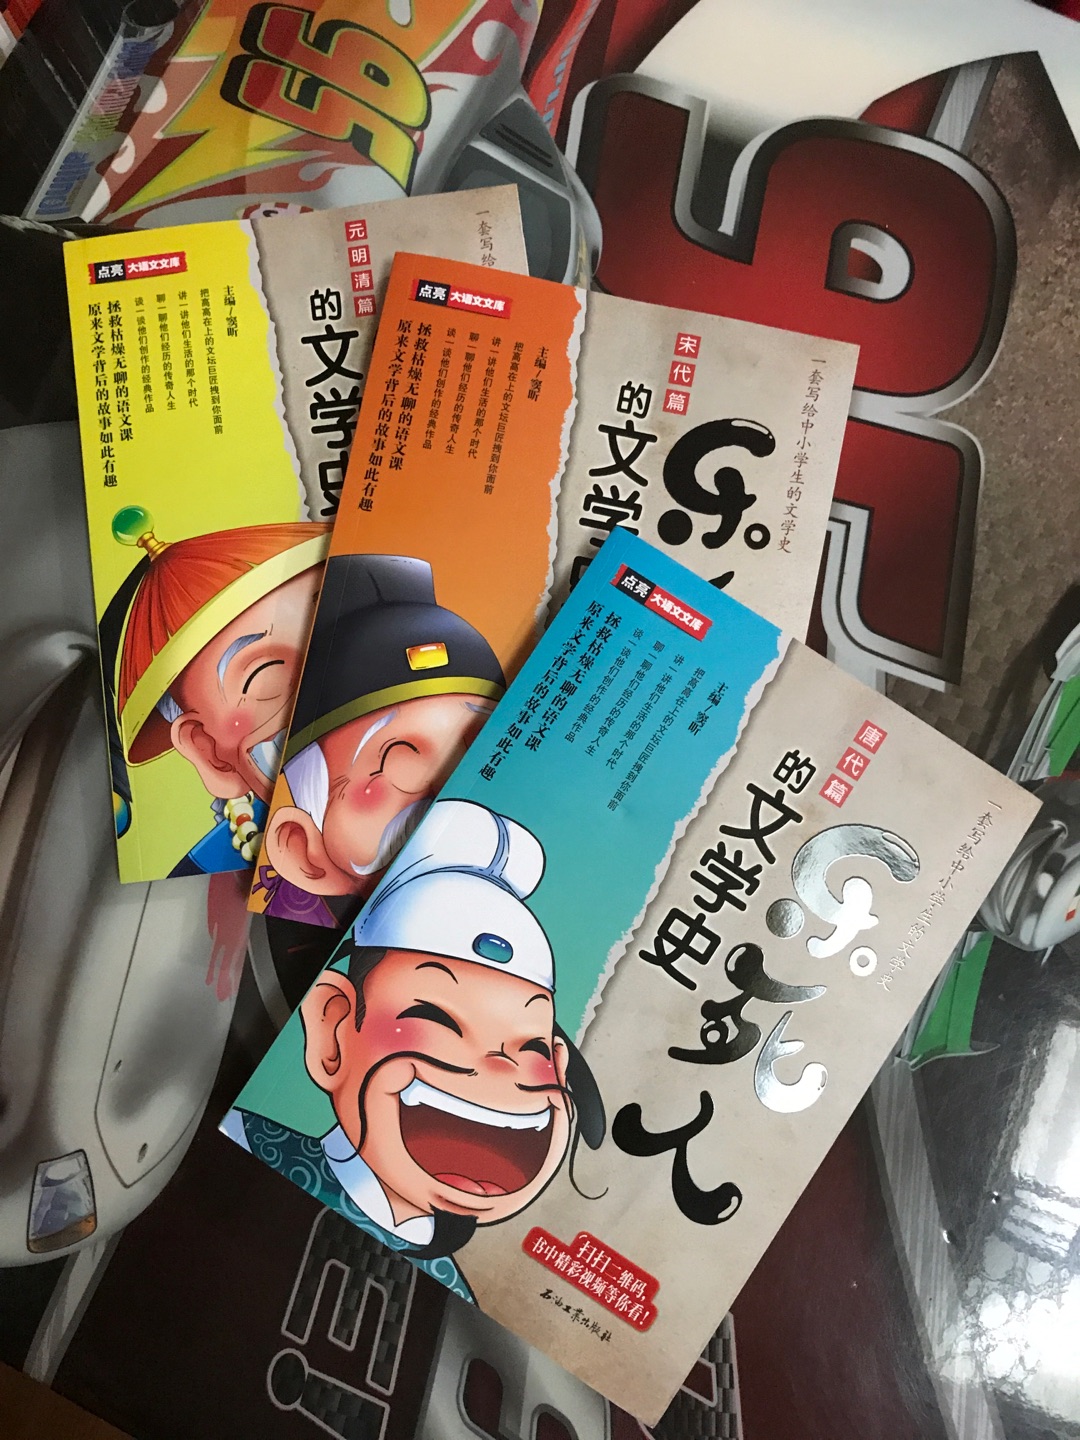 95
95
点亮 大语文文库
主编/窦昕
把高高在上的文坛巨匠拽到你面前
讲一讲他们生活的那个时代
聊一聊他们经历的传奇人生
谈一谈他们创作的经典作品
拯救枯燥无聊的语文课
原来文学背后的故事如此有趣
元明清篇
一套写给
的文学史
点亮 大语文文库
主编/窦昕
把高高在上的文坛巨匠拽到你面前
讲一讲他们生活的那个时代
聊一聊他们经历的传奇人生
谈一谈他们创作的经典作品
拯救枯燥无聊的语文课
原来文学背后的故事如此有趣
宋代篇
一套写给中小学生的文学史
乐
的文学
点亮 大语文文库
主编/窦昕
把高高在上的文坛巨匠拽到你面前
讲一讲他们生活的那个时代
聊一聊他们经历的传奇人生
谈一谈他们创作的经典作品
拯救枯燥无聊的语文课
原来文学背后的故事如此有趣
唐代篇
一套写给中小学生的文学史
乐死人
的文学史
扫扫二维码,
书中精彩视频等你看!
石油工业出版社